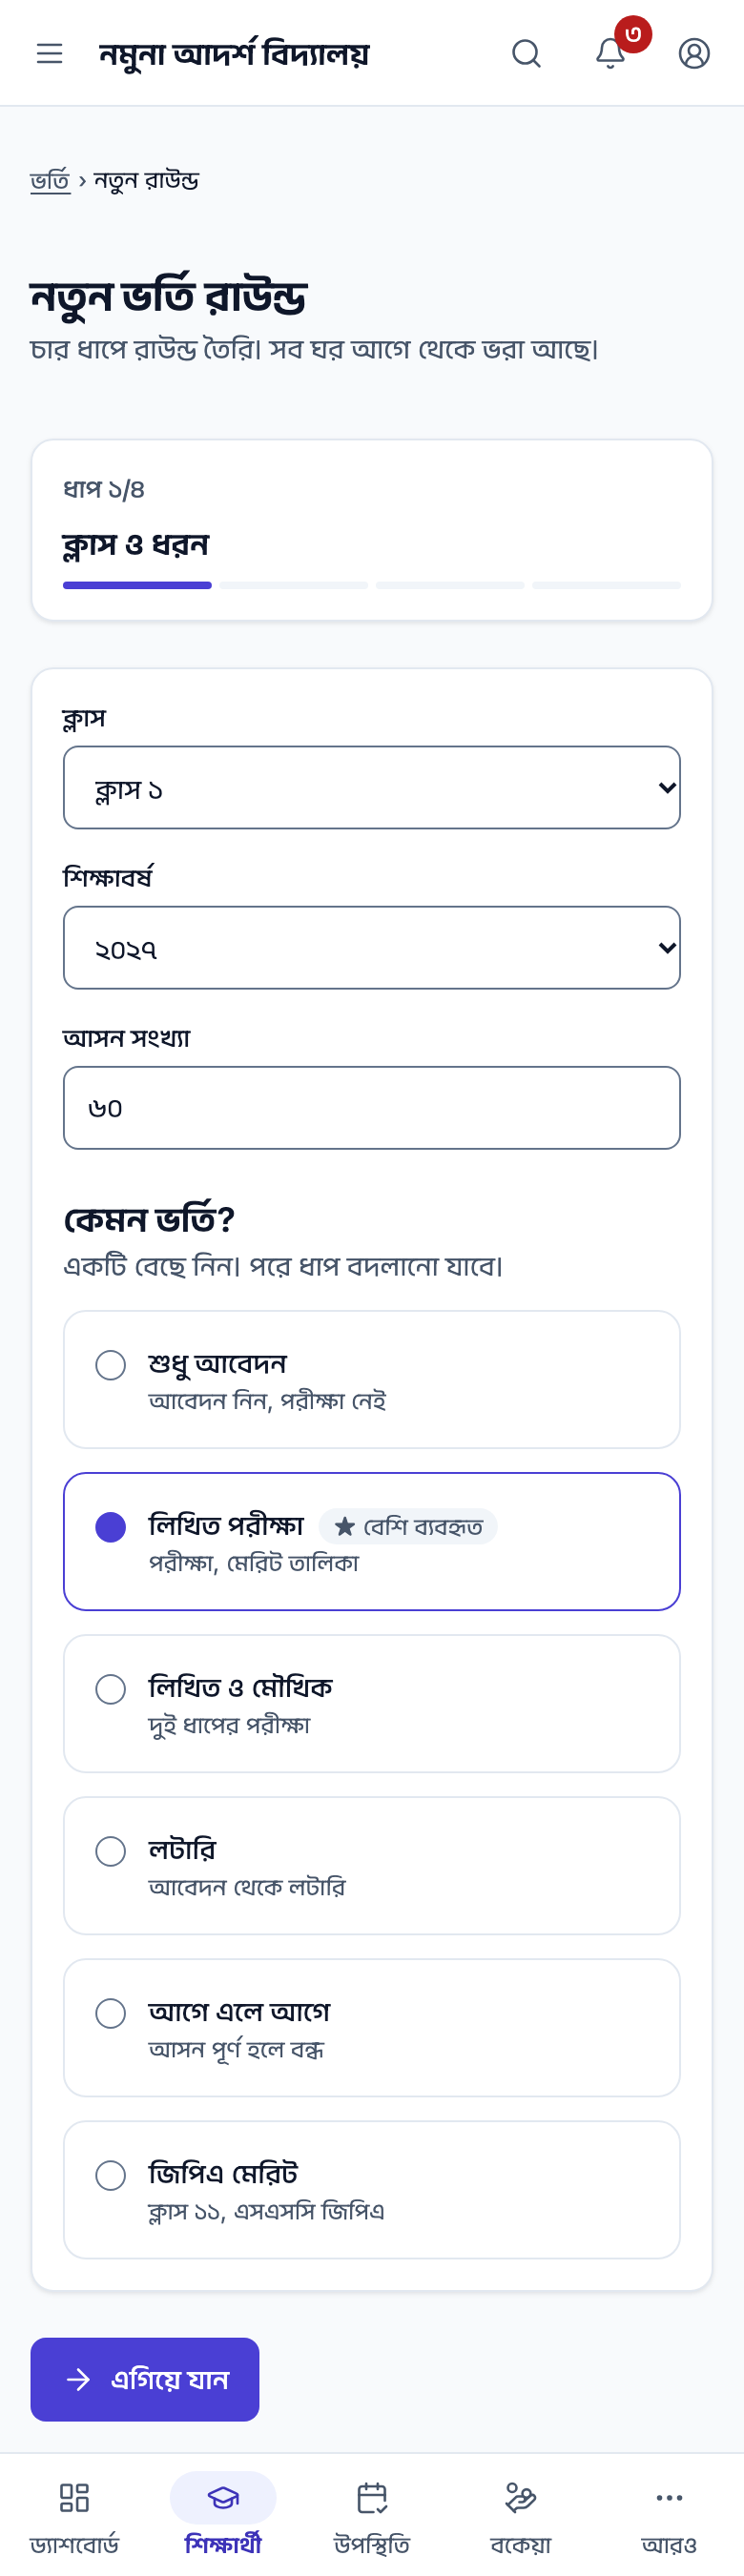 নমুনা আদর্শ বিদ্যালয়
৩
ভর্তি › নতুন রাউন্ড
নতুন ভর্তি রাউন্ড
চার ধাপে রাউন্ড তৈরি। সব ঘর আগে থেকে ভরা আছে।
ধাপ ১/৪
ক্লাস ও ধরন
ক্লাস
ক্লাস ১
শিক্ষাবর্ষ
২০২৭
আসন সংখ্যা
৬০
কেমন ভর্তি?
একটি বেছে নিন। পরে ধাপ বদলানো যাবে।
শুধু আবেদন
আবেদন নিন, পরীক্ষা নেই
লিখিত পরীক্ষা ★ বেশি ব্যবহৃত
পরীক্ষা, মেরিট তালিকা
লিখিত ও মৌখিক
দুই ধাপের পরীক্ষা
লটারি
আবেদন থেকে লটারি
আগে এলে আগে
আসন পূর্ণ হলে বন্ধ
জিপিএ মেরিট
ক্লাস ১১, এসএসসি জিপিএ
এগিয়ে যান
ড্যাশবোর্ড
শিক্ষার্থী
উপস্থিতি
বকেয়া
আরও